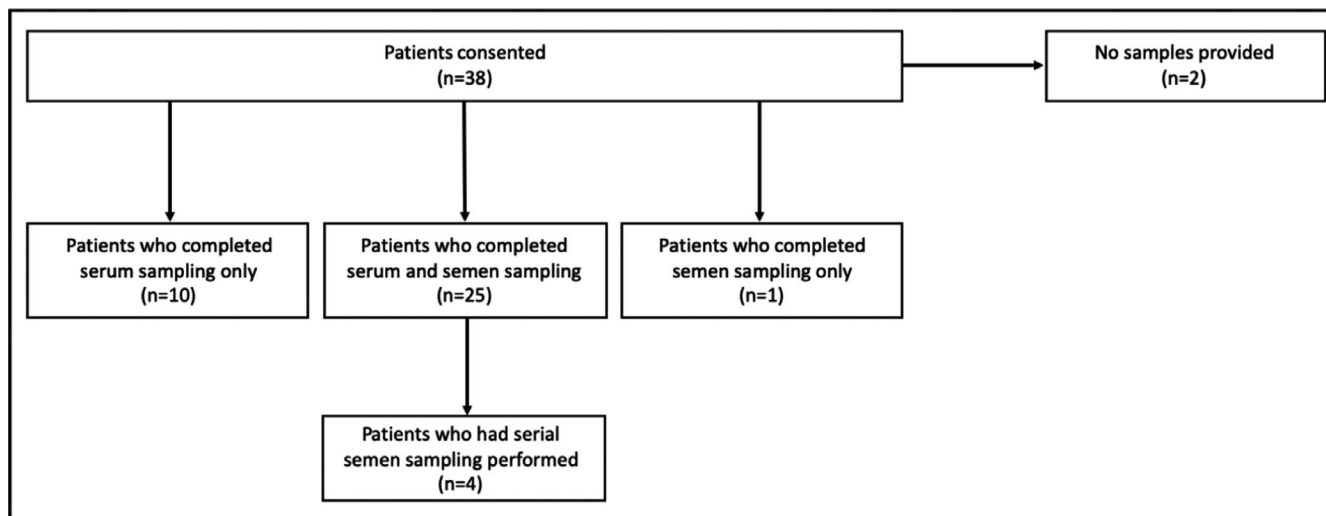 Patients consented
(n=38)
No samples provided
(n=2)
Patients who completed
serum sampling only
(n=10)
Patients who completed
serum and semen sampling
(n=25)
Patients who completed
semen sampling only
(n=1)
Patients who had serial
semen sampling performed
(n=4)